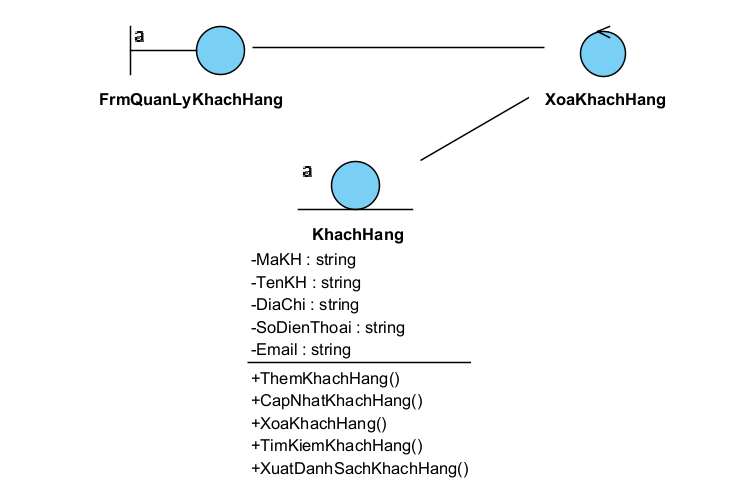 a
FrmQuanLyKhachHang
XoaKhachHang
a
KhachHang
-MaKH : string
-TenKH : string
-DiaChi : string
-SoDienThoai : string
-Email : string
+ThemKhachHang()
+CapNhatKhachHang()
+XoaKhachHang()
+TimKiemKhachHang()
+XuatDanhSachKhachHang()